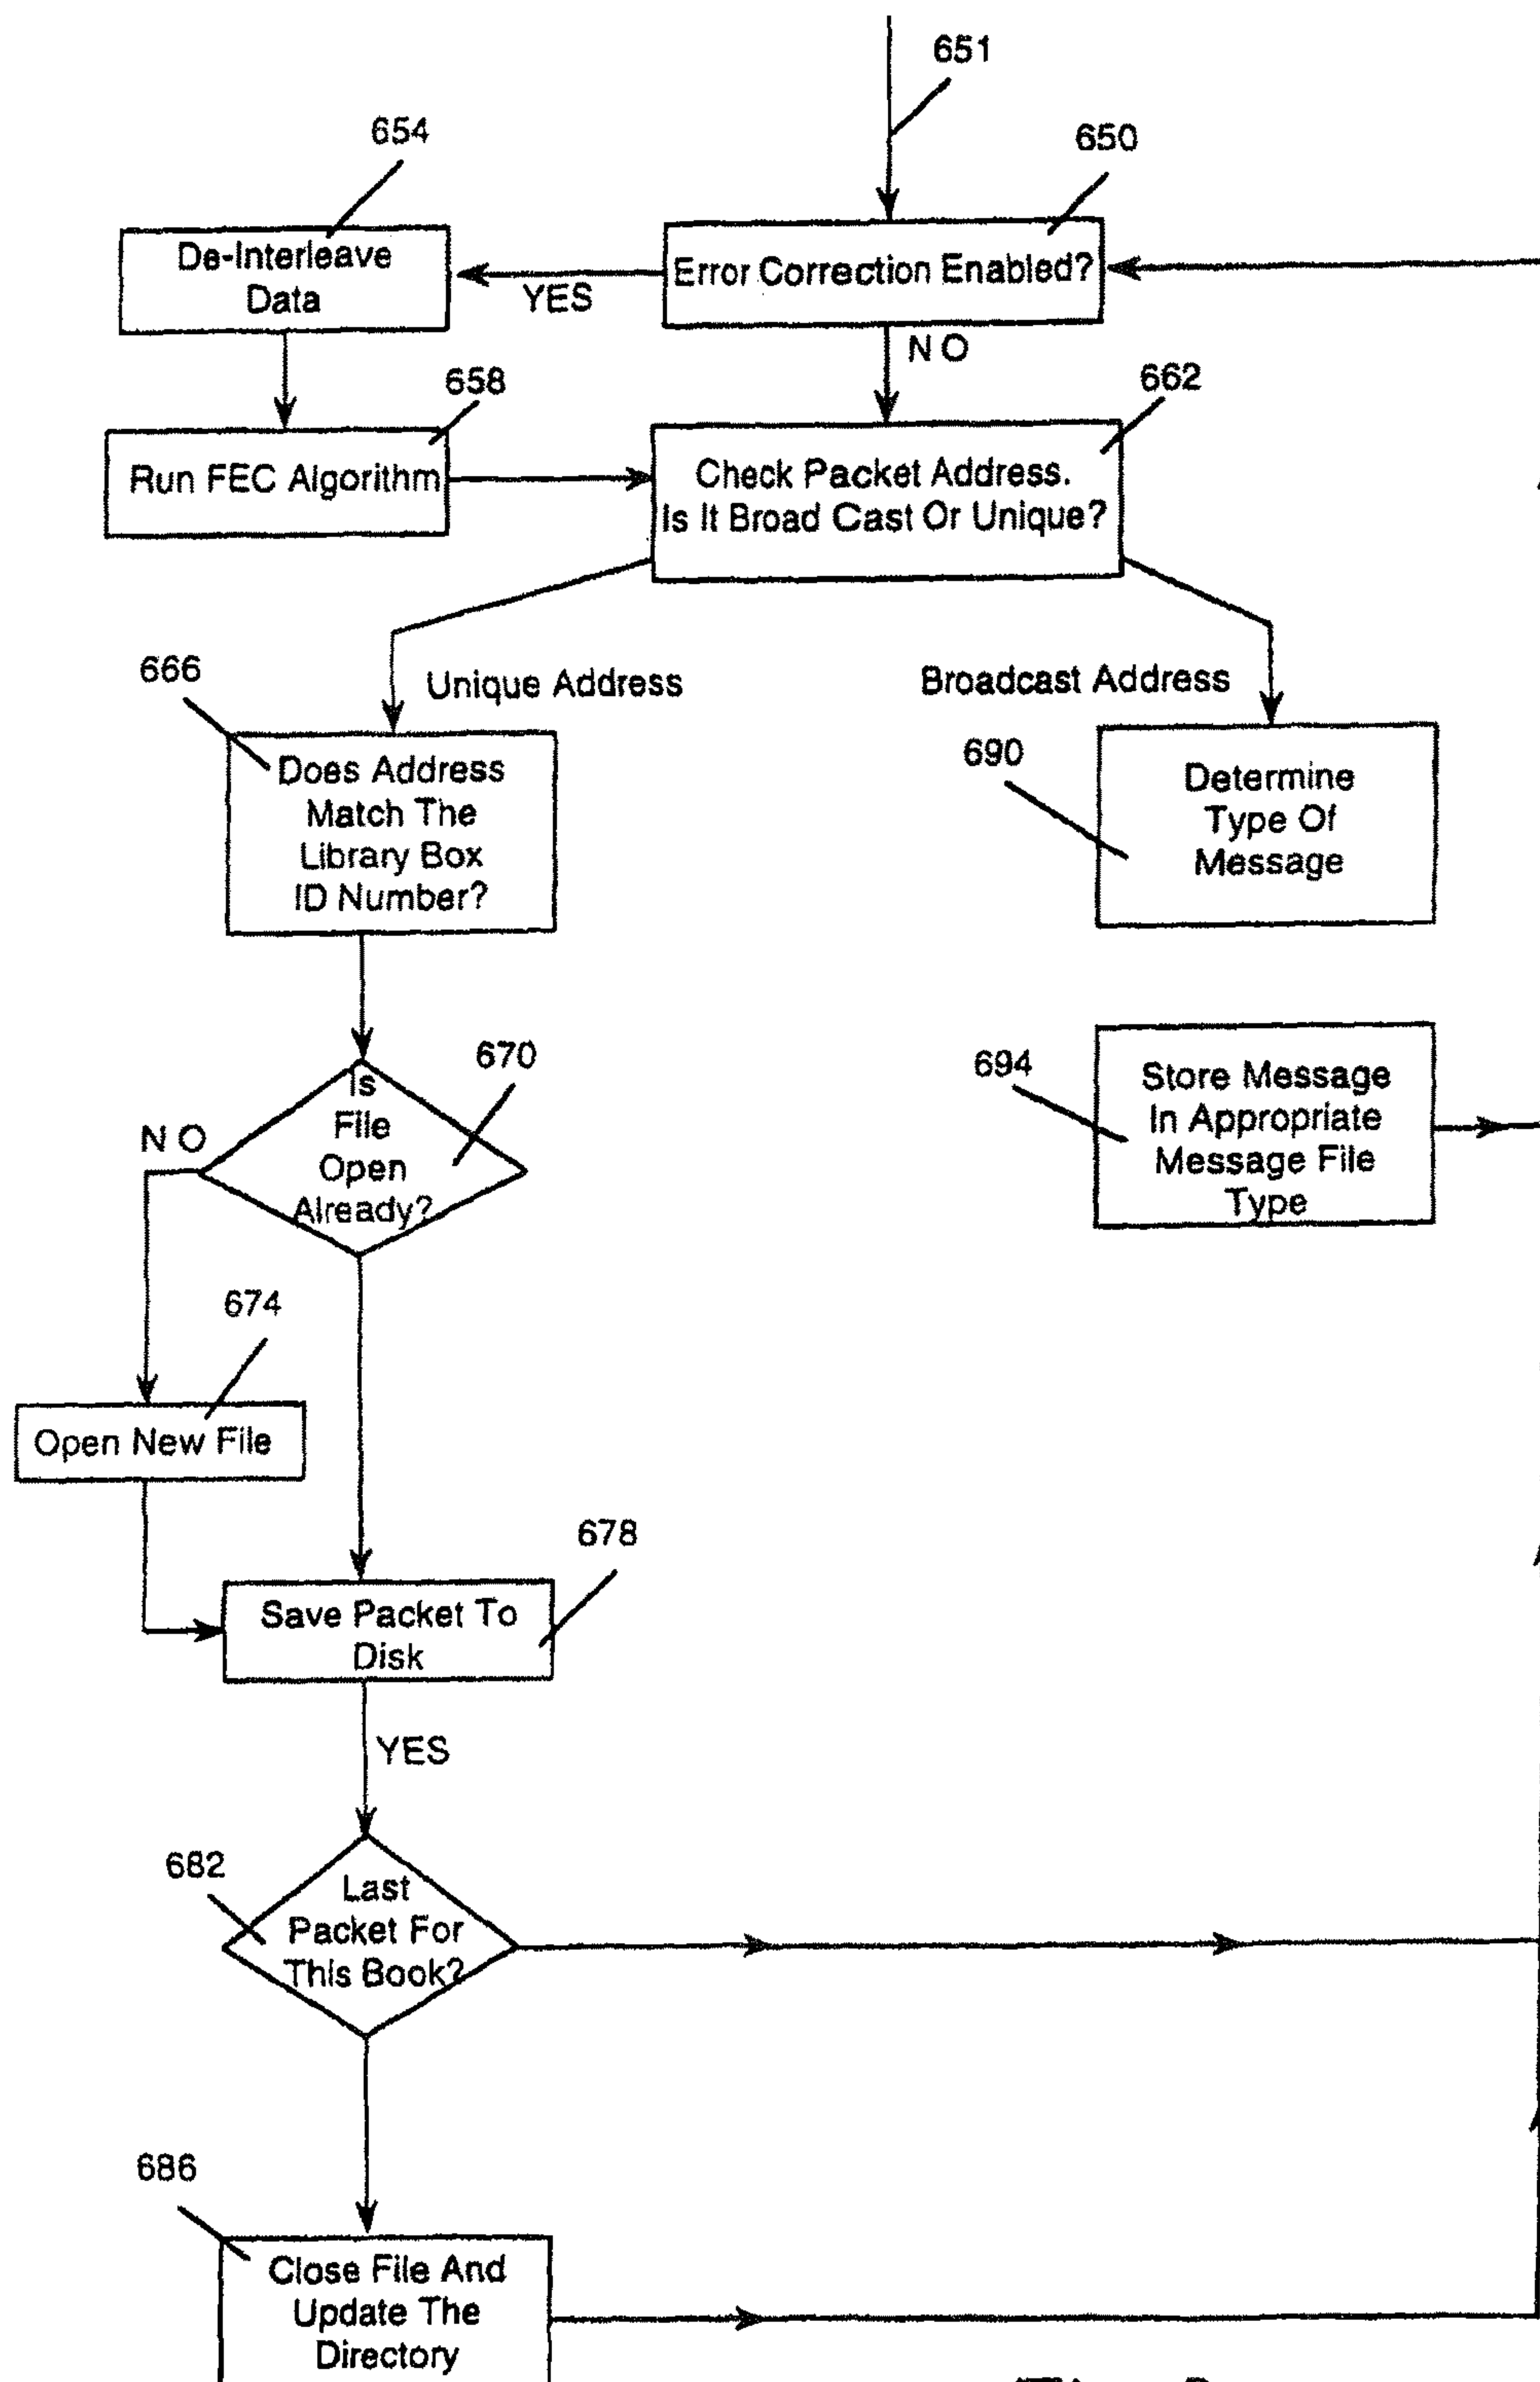 651
654
650
De-Interleave
Data
YES
Error Correction Enabled?
NO
658
662
Run FEC Algorithm
Check Packet Address.
Is It Broad Cast Or Unique?
666
Unique Address
Broadcast Address
Does Address
Match The
Library Box
ID Number?
690
Determine
Type Of
Message
670
Is
File
Open
Already?
NO
694
Store Message
In Appropriate
Message File
Type
674
Open New File
678
Save Packet To
Disk
YES
682
Last
Packet For
This Book?
686
Close File And
Update The
Directory